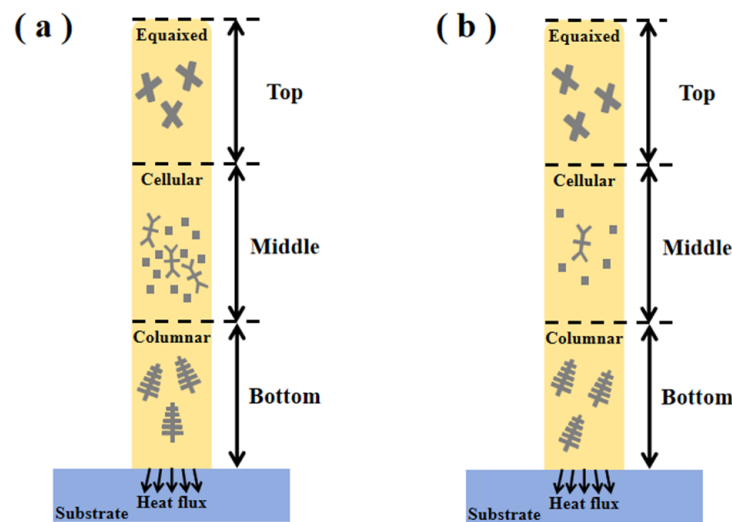 ( a )
Equaixed
Top
Cellular
Middle
Columnar
Bottom
Heat flux
Substrate
( b )
Equaixed
Top
Cellular
Middle
Columnar
Bottom
Heat flux
Substrate